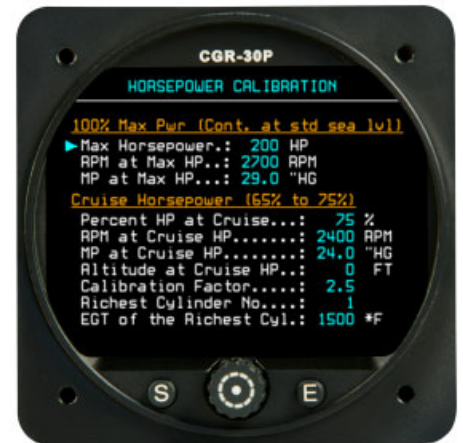 CGR-30P
HORSEPOWER CALIBRATION
100% Max Pwr (Cont. at std sea lvl)
Max Horsepower.: 200 HP
RPM at Max HP..: 2700 RPM
MP at Max HP...: 29.0 "HG
Cruise Horsepower (65% to 75%)
Percent HP at Cruise...: 75 %
RPM at Cruise HP.......: 2400 RPM
MP at Cruise HP........: 24.0 "HG
Altitude at Cruise HP..: 0 FT
Calibration Factor.....: 2.5
Richest Cylinder No....: 1
EGT of the Richest Cyl.: 1500 *F
S E